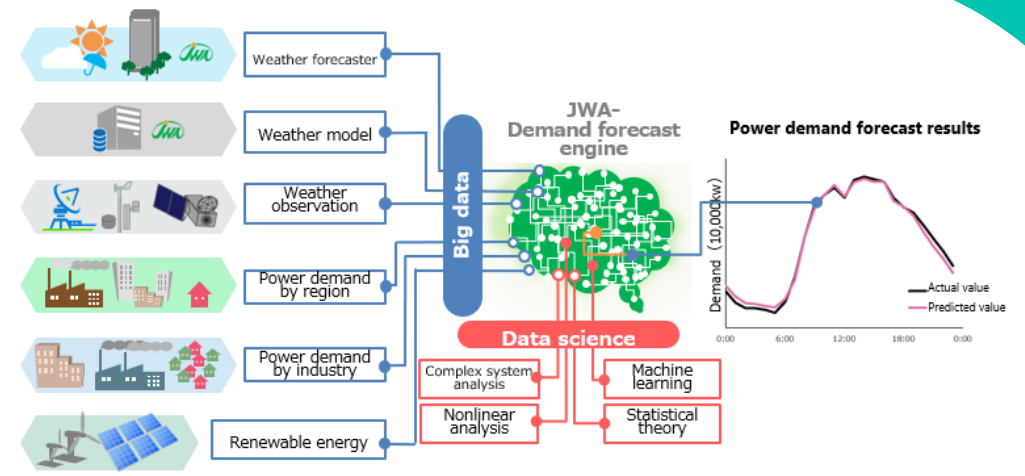 JWA
Weather forecaster
JWA
Weather model
Weather
observation
Power demand
by region
Power demand
by industry
Renewable energy
Big data
JWA-
Demand forecast
engine
Data science
Complex system
analysis
Machine
learning
Nonlinear
analysis
Statistical
theory
Power demand forecast results
Demand (10,000kw)
Actual value
Predicted value
0:00
6:00
12:00
18:00
0:00